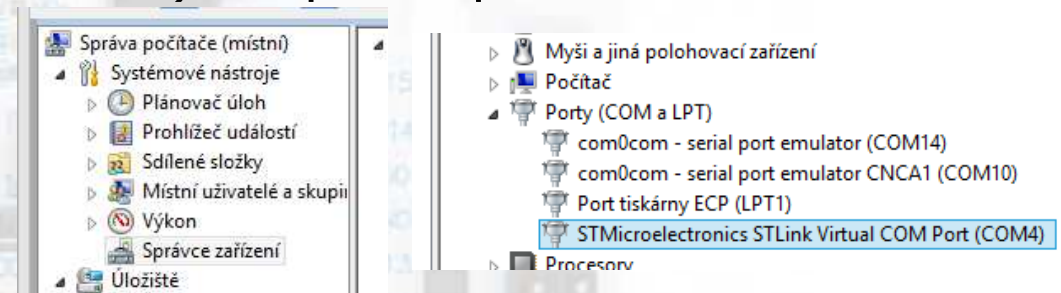 Správa počítače (místní)
Systémové nástroje
Plánovač úloh
Prohlížeč událostí
Sdílené složky
Místní uživatelé a skupin
Výkon
Správce zařízení
Úložiště
Myši a jiná polohovací zařízení
Počítač
Porty (COM a LPT)
com0com - serial port emulator (COM14)
com0com - serial port emulator CNCA1 (COM10)
Port tiskárny ECP (LPT1)
STMicroelectronics STLink Virtual COM Port (COM4)
Procesory